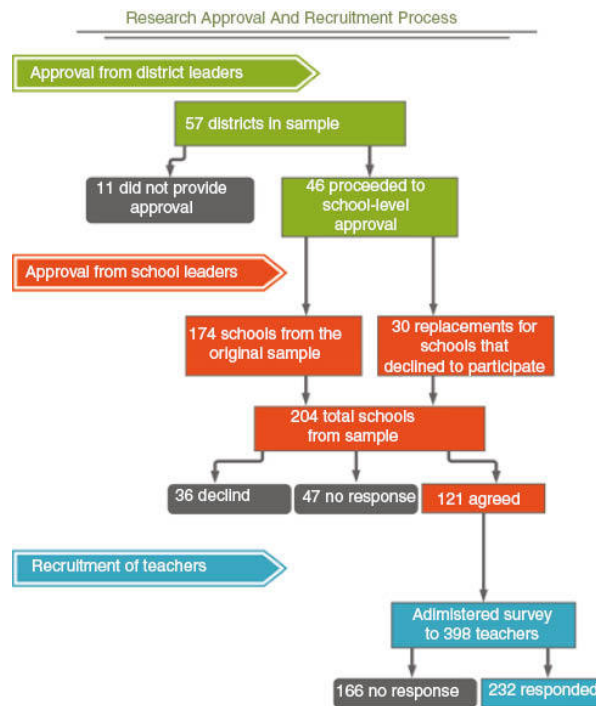 Research Approval And Recruitment Process
Approval from district leaders
57 districts in sample
11 did not provide
approval
46 proceeded to
school-level
approval
Approval from school leaders
174 schools from the
original sample
30 replacements for
schools that
declined to participate
204 total schools
from sample
36 declind
47 no response
121 agreed
Recruitment of teachers
Adimistered survey
to 398 teachers
166 no response
232 responded